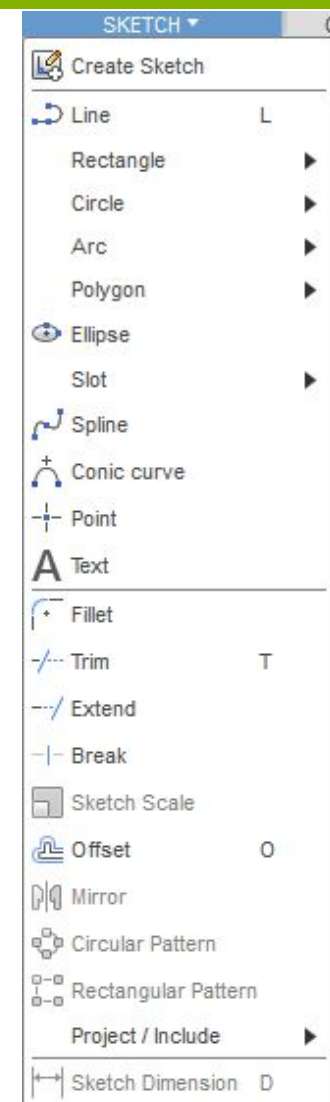 SKETCH
Create Sketch
Line L
Rectangle
Circle
Arc
Polygon
Ellipse
Slot
Spline
Conic curve
Point
A Text
Fillet
Trim T
Extend
Break
Sketch Scale
Offset O
Mirror
Circular Pattern
Rectangular Pattern
Project / Include
Sketch Dimension D